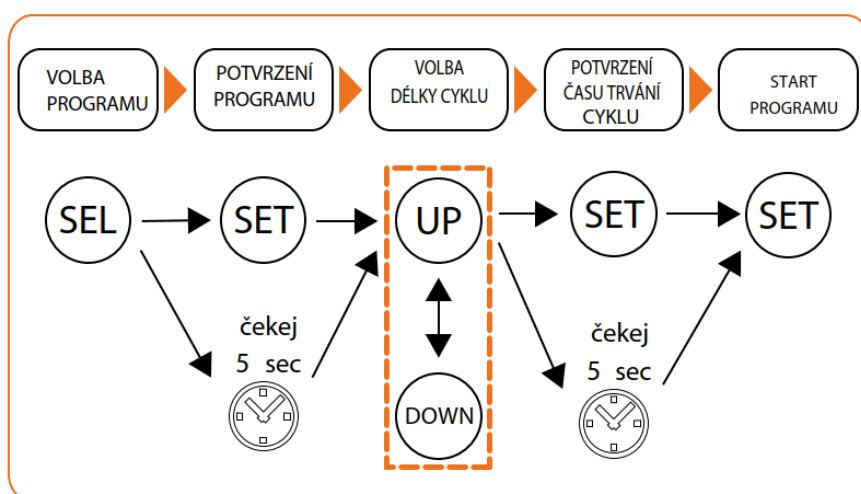 VOLBA
PROGRAMU
POTVRZENÍ
PROGRAMU
VOLBA
DÉLKY CYKLU
POTVRZENÍ
ČASU TRVÁNÍ
CYKLU
START
PROGRAMU
SEL
SET
UP
SET
SET
čekej
5 sec
čekej
5 sec
DOWN